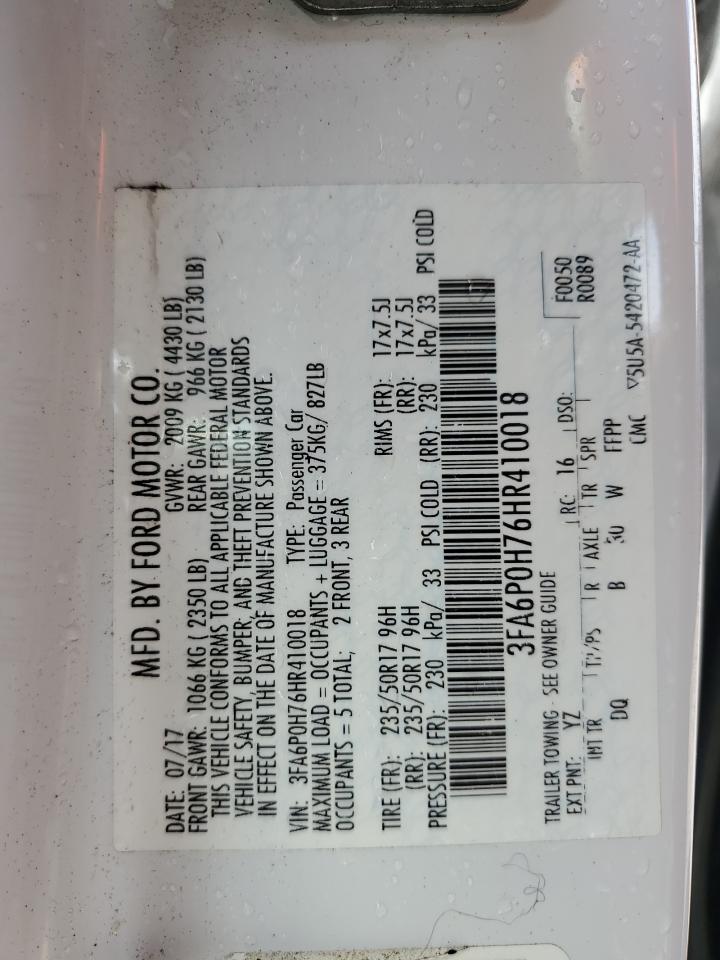 MFD. BY FORD MOTOR CO.
DATE: 07/17 GVWR: 2009 KG ( 4430 LB)
FRONT GAWR: 1066 KG ( 2350 LB) REAR GAWR: 966 KG ( 2130 LB)
THIS VEHICLE CONFORMS TO ALL APPLICABLE FEDERAL MOTOR
VEHICLE SAFETY, BUMPER, AND THEFT PREVENTION STANDARDS
IN EFFECT ON THE DATE OF MANUFACTURE SHOWN ABOVE.
VIN: 3FA6P0H76HR410018 TYPE: Passenger Car
MAXIMUM LOAD = OCCUPANTS + LUGGAGE = 375KG/ 827LB
OCCUPANTS = 5 TOTAL; 2 FRONT, 3 REAR
TIRE (FR): 235/50R17 96H RIMS (FR): 17x7.5J
(RR): 235/50R17 96H (RR): 17x7.5J
PRESSURE (FR): 230 kPa/ 33 PSI COLD (RR): 230 kPa/ 33 PSI COLD
3FA6P0H76HR410018
TRAILER TOWING - SEE OWNER GUIDE
EXT PNT: YZ RC: 16 DSO: F0050
R0089
INT TR TP/PS R AXLE TR SPR
DQ B W FFPP
CMC 5U5A-5420472-AA